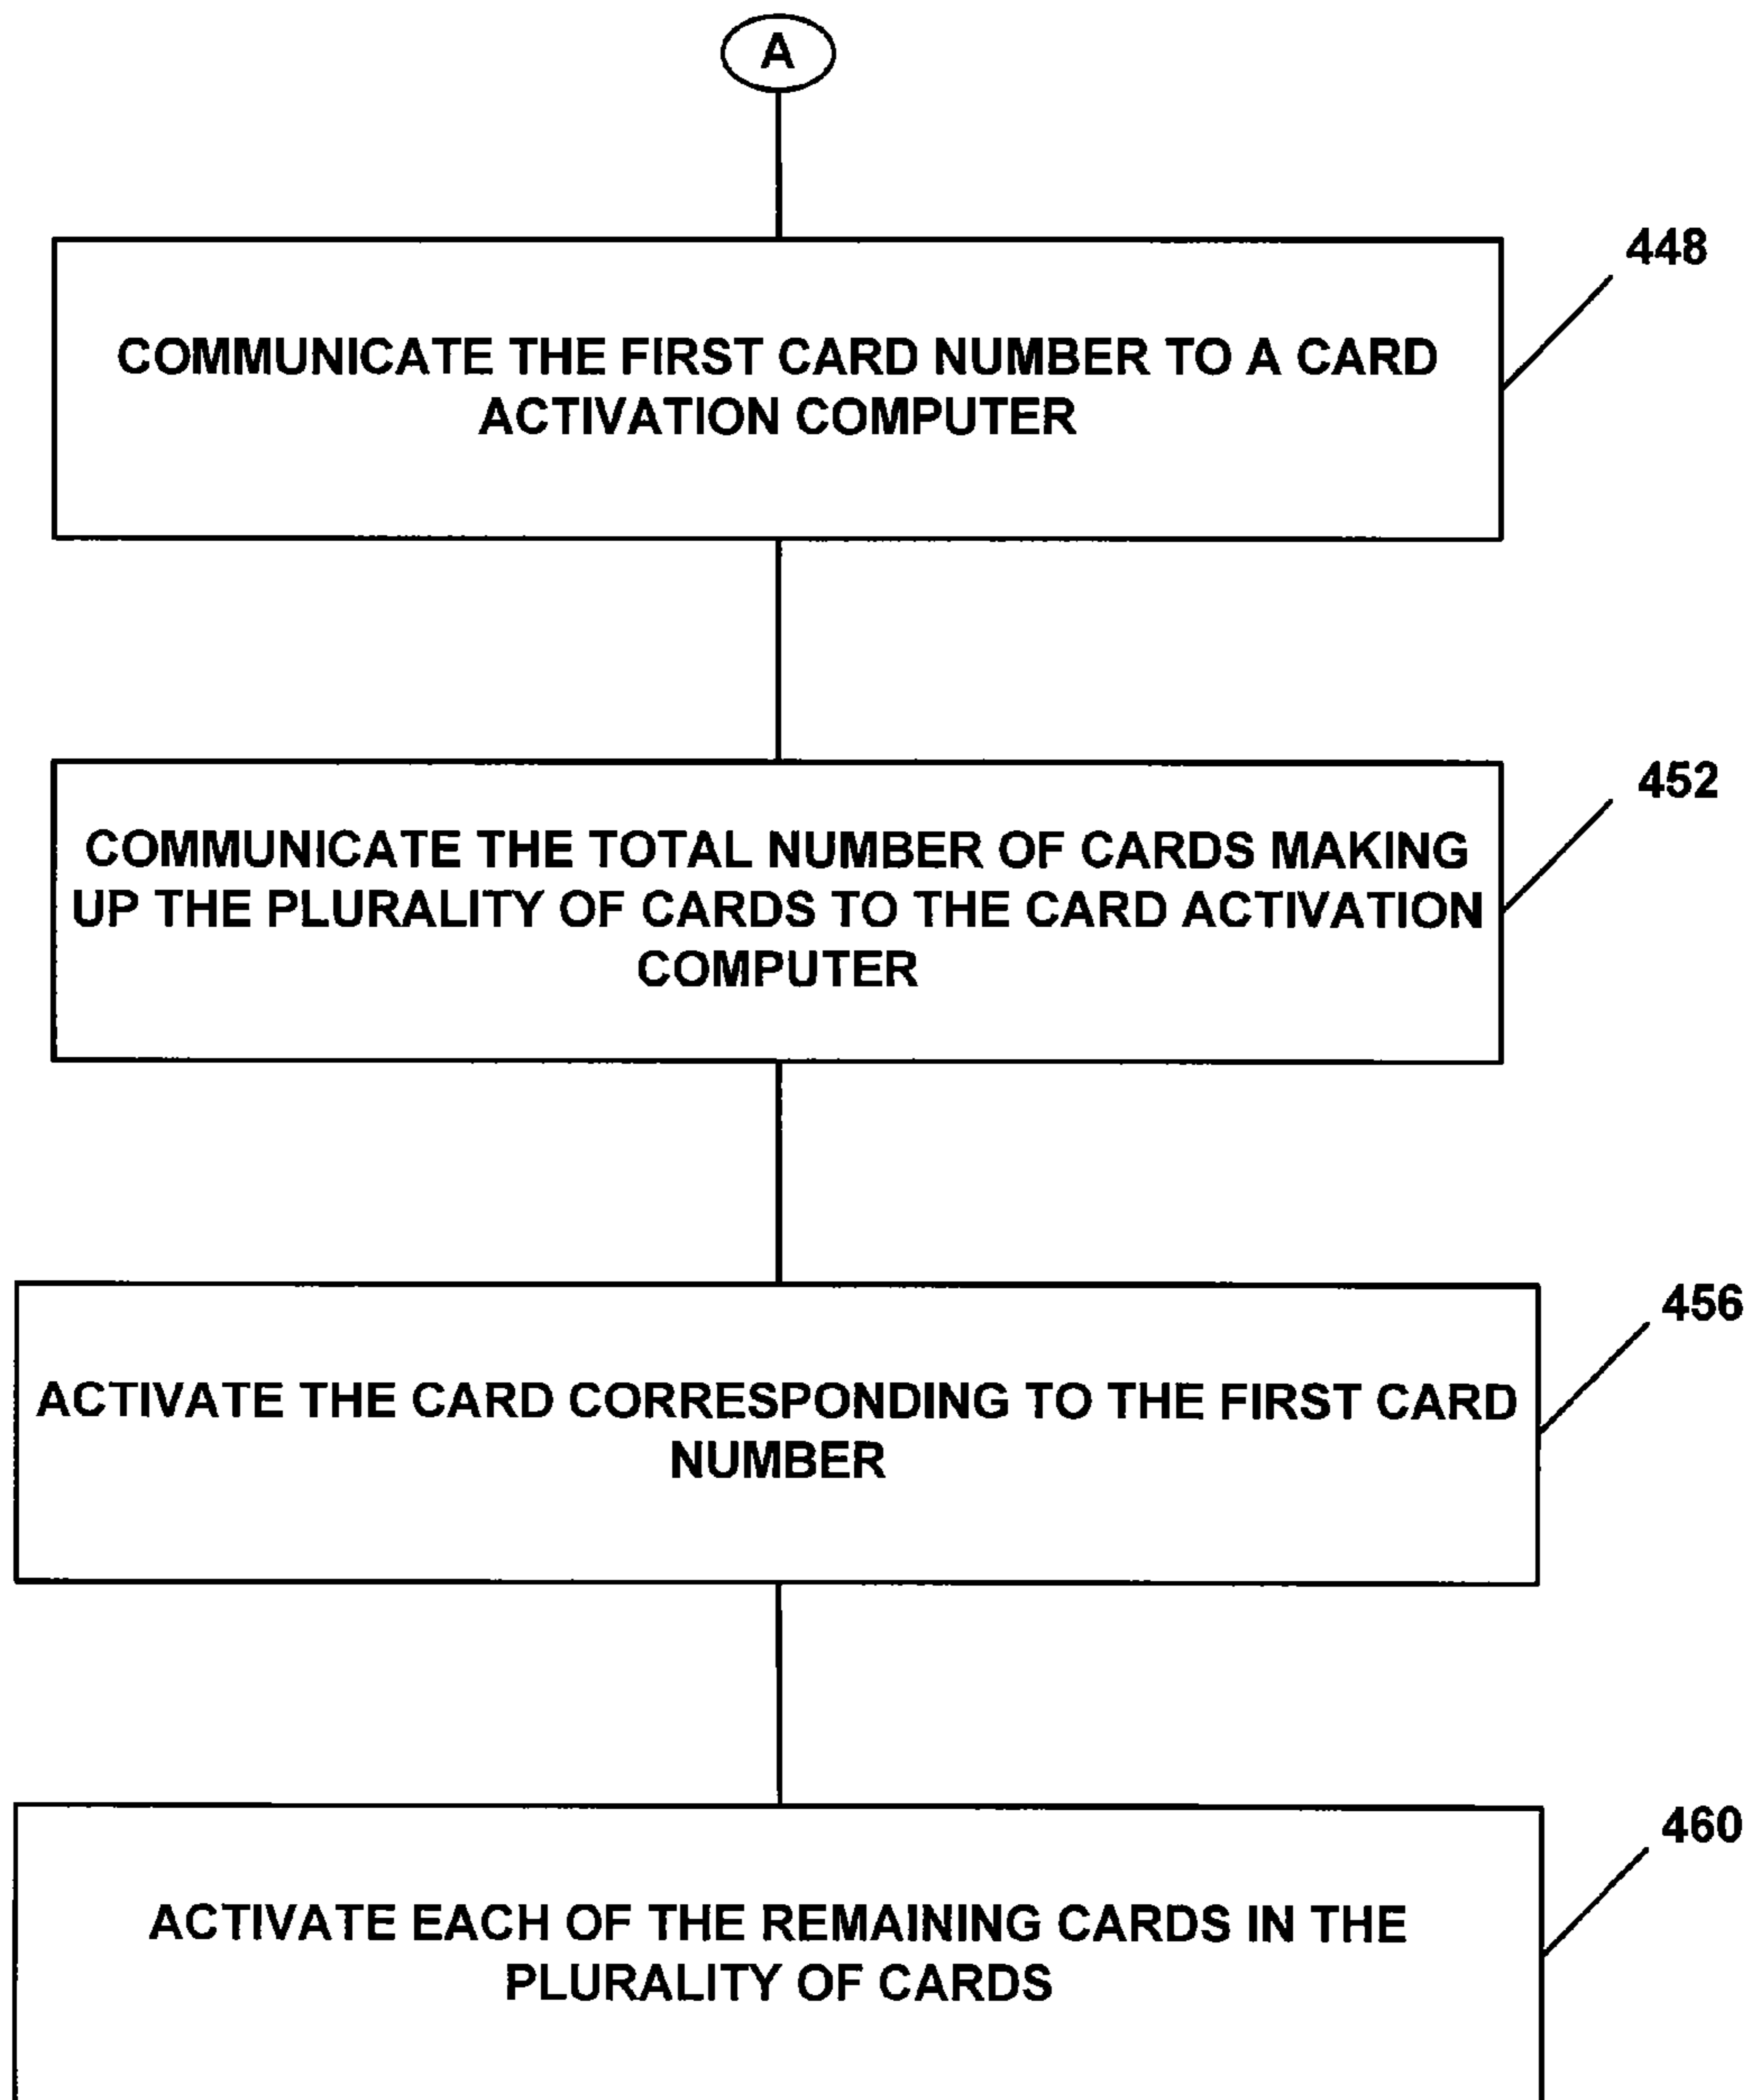 A
448
COMMUNICATE THE FIRST CARD NUMBER TO A CARD
ACTIVATION COMPUTER
452
COMMUNICATE THE TOTAL NUMBER OF CARDS MAKING
UP THE PLURALITY OF CARDS TO THE CARD ACTIVATION
COMPUTER
456
ACTIVATE THE CARD CORRESPONDING TO THE FIRST CARD
NUMBER
460
ACTIVATE EACH OF THE REMAINING CARDS IN THE
PLURALITY OF CARDS